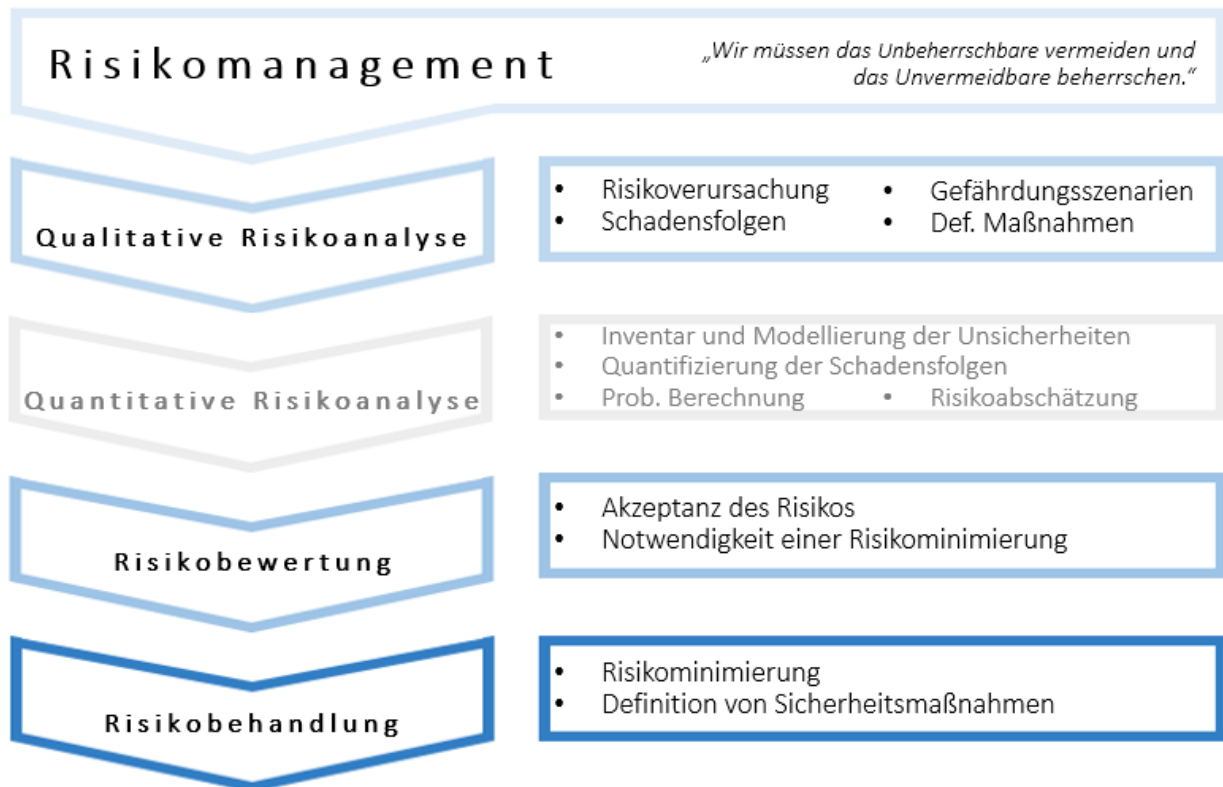 Risikomanagement
„Wir müssen das Unbeherrschbare vermeiden und
das Unvermeidbare beherrschen.“
Qualitative Risikoanalyse
• Risikoverursachung
• Schadensfolgen
• Gefährdungsszenarien
• Def. Maßnahmen
Quantitative Risikoanalyse
• Inventar und Modellierung der Unsicherheiten
• Quantifizierung der Schadensfolgen
• Prob. Berechnung • Risikoabschätzung
Risikobewertung
• Akzeptanz des Risikos
• Notwendigkeit einer Risikominimierung
Risikobehandlung
• Risikominimierung
• Definition von Sicherheitsmaßnahmen